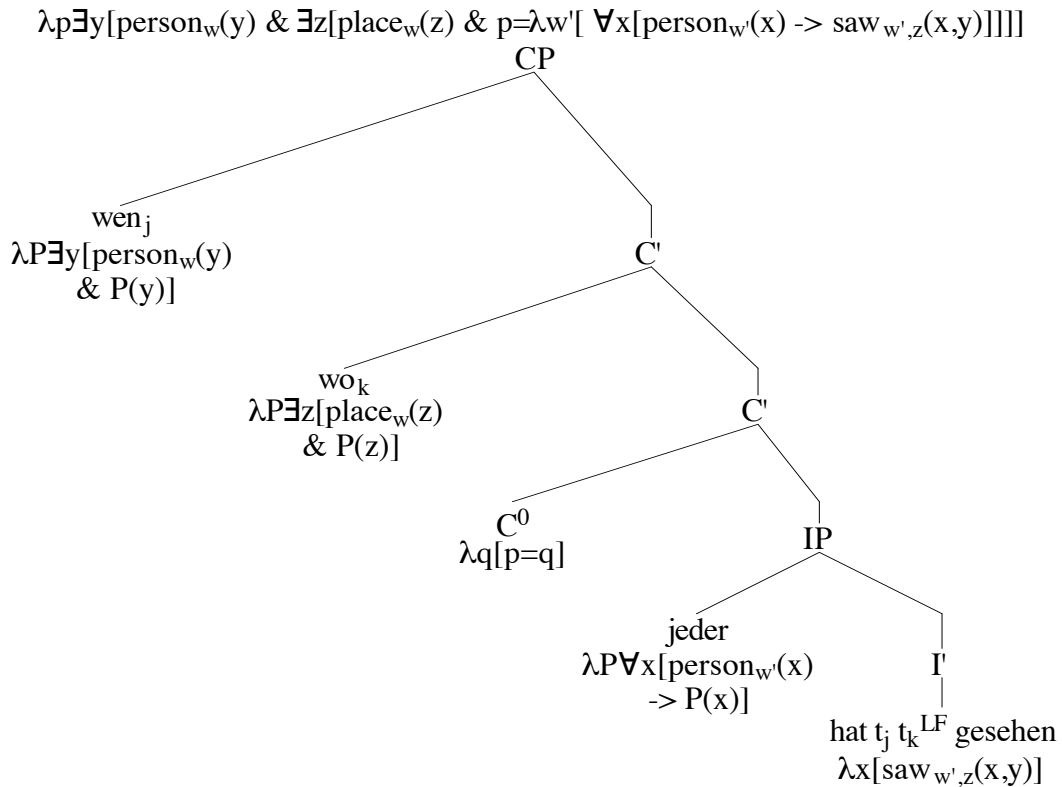 λp∃y[person_w(y) & ∃z[place_w(z) & p=λw'[ ∀x[person_w'(x) -> saw_w',z(x,y)]]]]
CP
wen_j
λP∃y[person_w(y)
& P(y)]
C'
wo_k
λP∃z[place_w(z)
& P(z)]
C'
C⁰
λq[p=q]
IP
jeder
λP∀x[person_w'(x)
-> P(x)]
I'
hat t_j t_k^LF gesehen
λx[saw_w',z(x,y)]